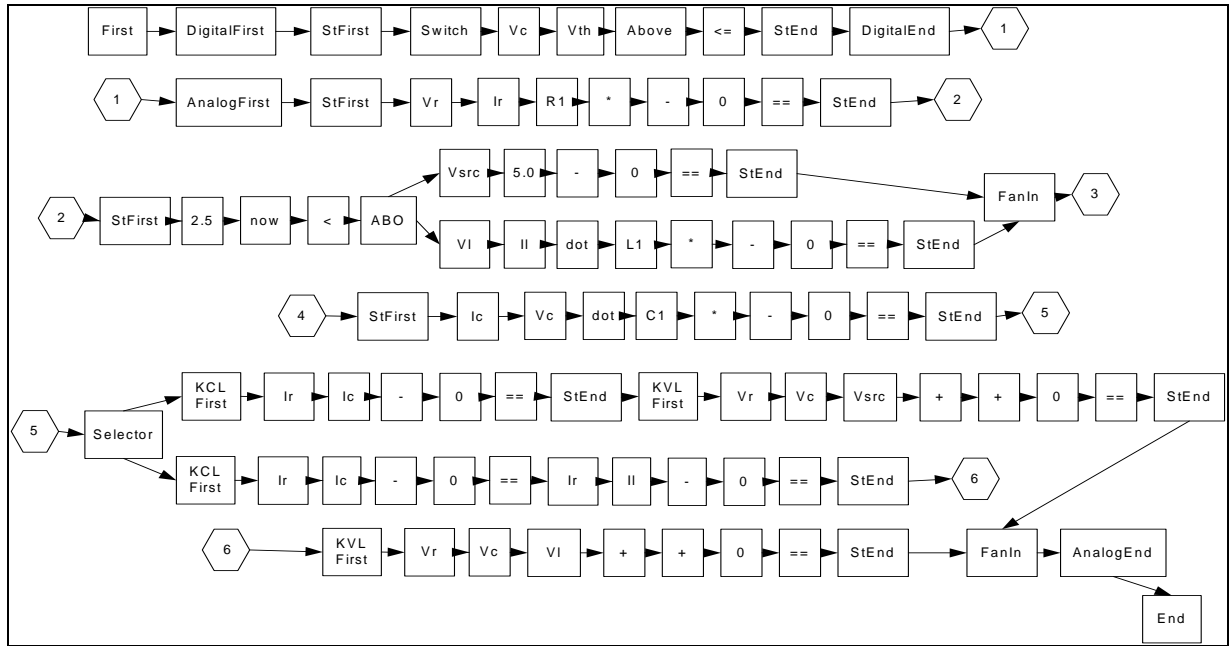 First DigitalFirst StFirst Switch Vc Vth Above <= StEnd DigitalEnd 1
1 AnalogFirst StFirst Vr Ir R1 * - 0 == StEnd 2
Vsrc 5.0 - 0 == StEnd
2 StFirst 2.5 now < ABO FanIn 3
Vl Il dot L1 * - 0 == StEnd
4 StFirst Ic Vc dot C1 * - 0 == StEnd 5
KCL First Ir Ic - 0 == StEnd KVL First Vr Vc Vsrc + + 0 == StEnd
5 Selector
KCL First Ir Ic - 0 == Ir Il - 0 == StEnd 6
6 KVL First Vr Vc Vl + + 0 == StEnd FanIn AnalogEnd
End